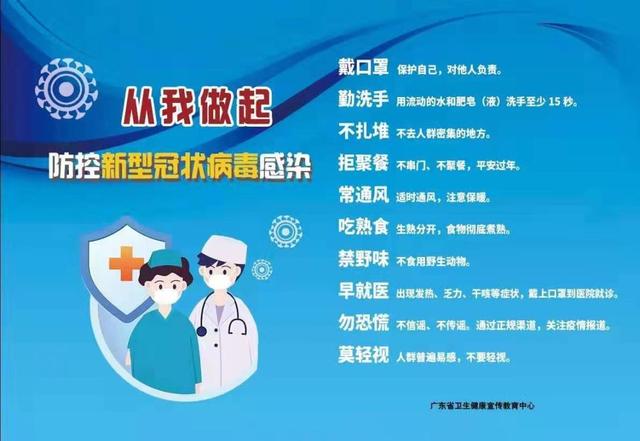 从我做起
防控新型冠状病毒感染
戴口罩 保护自己，对他人负责。
勤洗手 用流动的水和肥皂（液）洗手至少 15 秒。
不扎堆 不去人群密集的地方。
拒聚餐 不串门、不聚餐，平安过年。
常通风 适时通风，注意保暖。
吃熟食 生熟分开，食物彻底煮熟。
禁野味 不食用野生动物。
早就医 出现发热、乏力、干咳等症状，戴上口罩到医院就诊。
勿恐慌 不信谣、不传谣。通过正规渠道，关注疫情报道。
莫轻视 人群普遍易感，不要轻视。
广东省卫生健康宣传教育中心